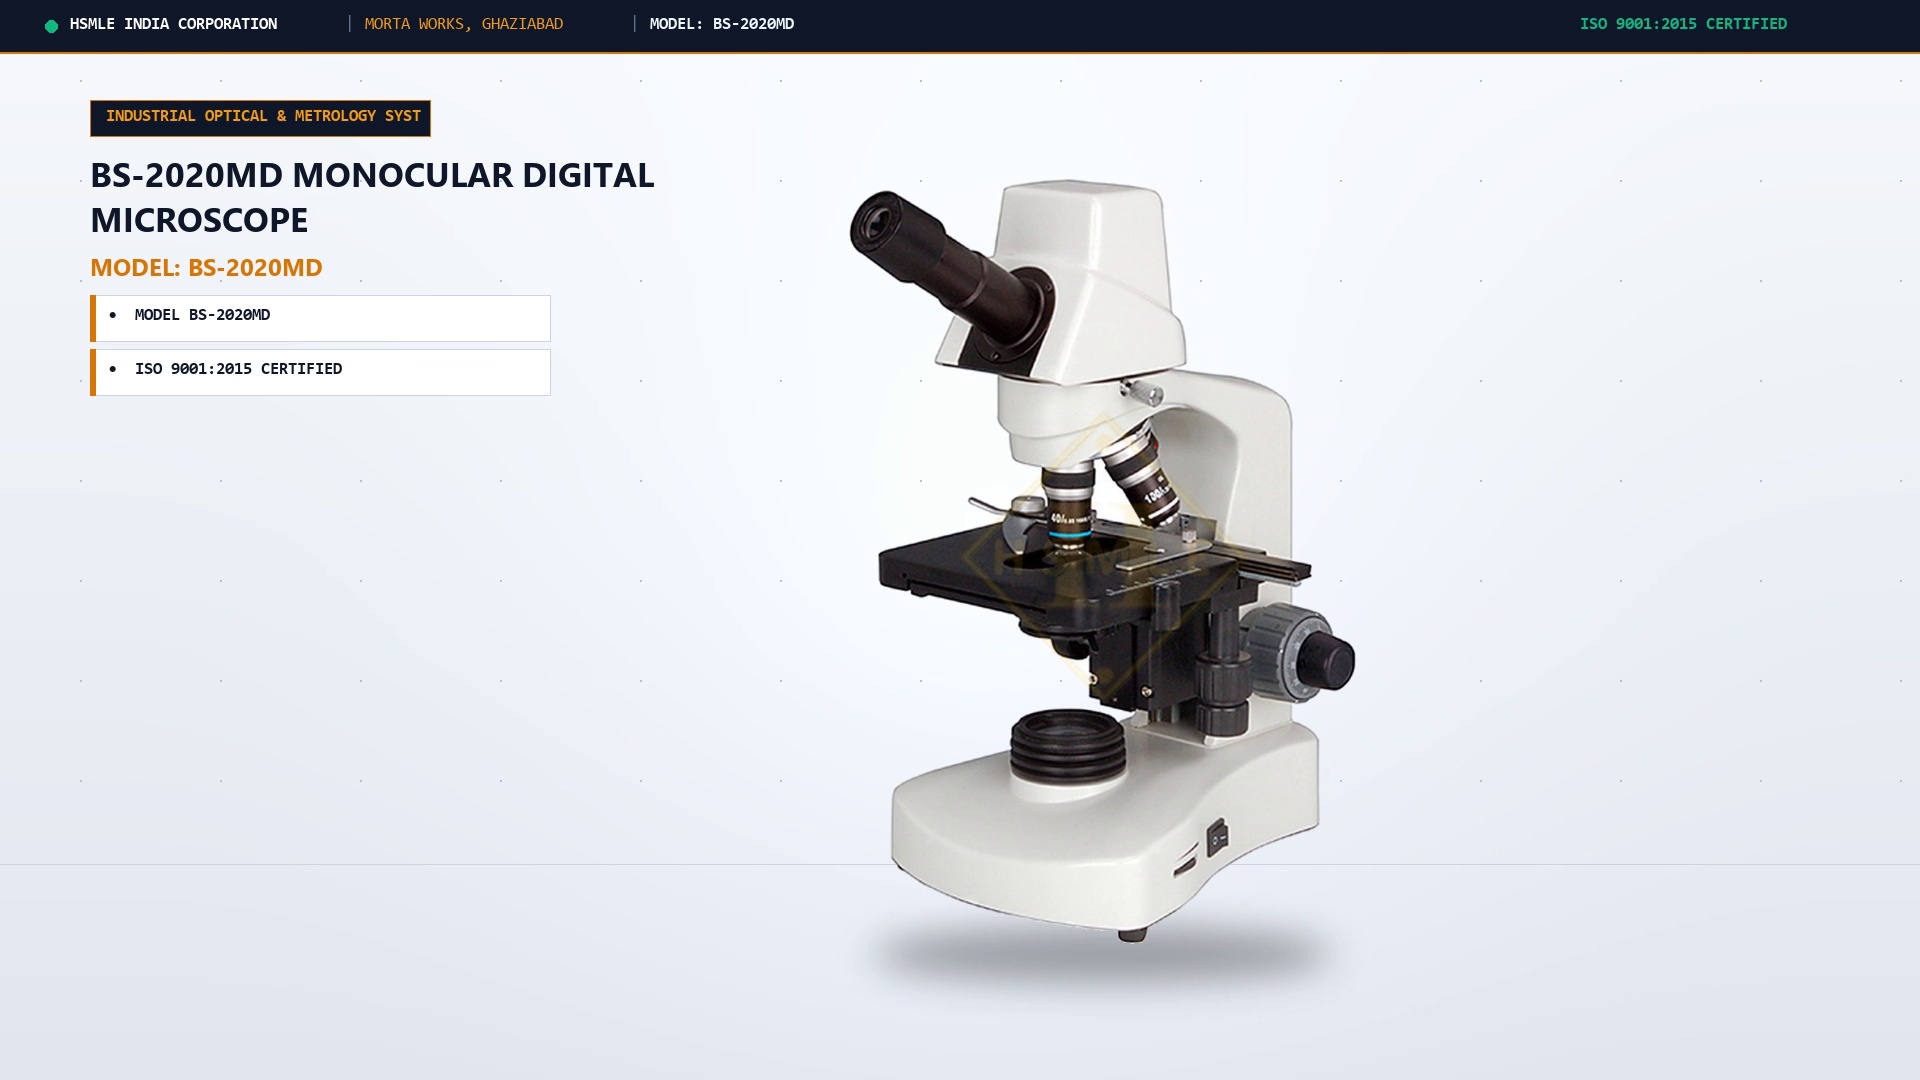 HSMLE INDIA CORPORATION
MORTA WORKS, GHAZIABAD
MODEL: BS-2020MD
ISO 9001:2015 CERTIFIED
INDUSTRIAL OPTICAL & METROLOGY SYST
BS-2020MD MONOCULAR DIGITAL
MICROSCOPE
MODEL: BS-2020MD
• MODEL BS-2020MD
• ISO 9001:2015 CERTIFIED